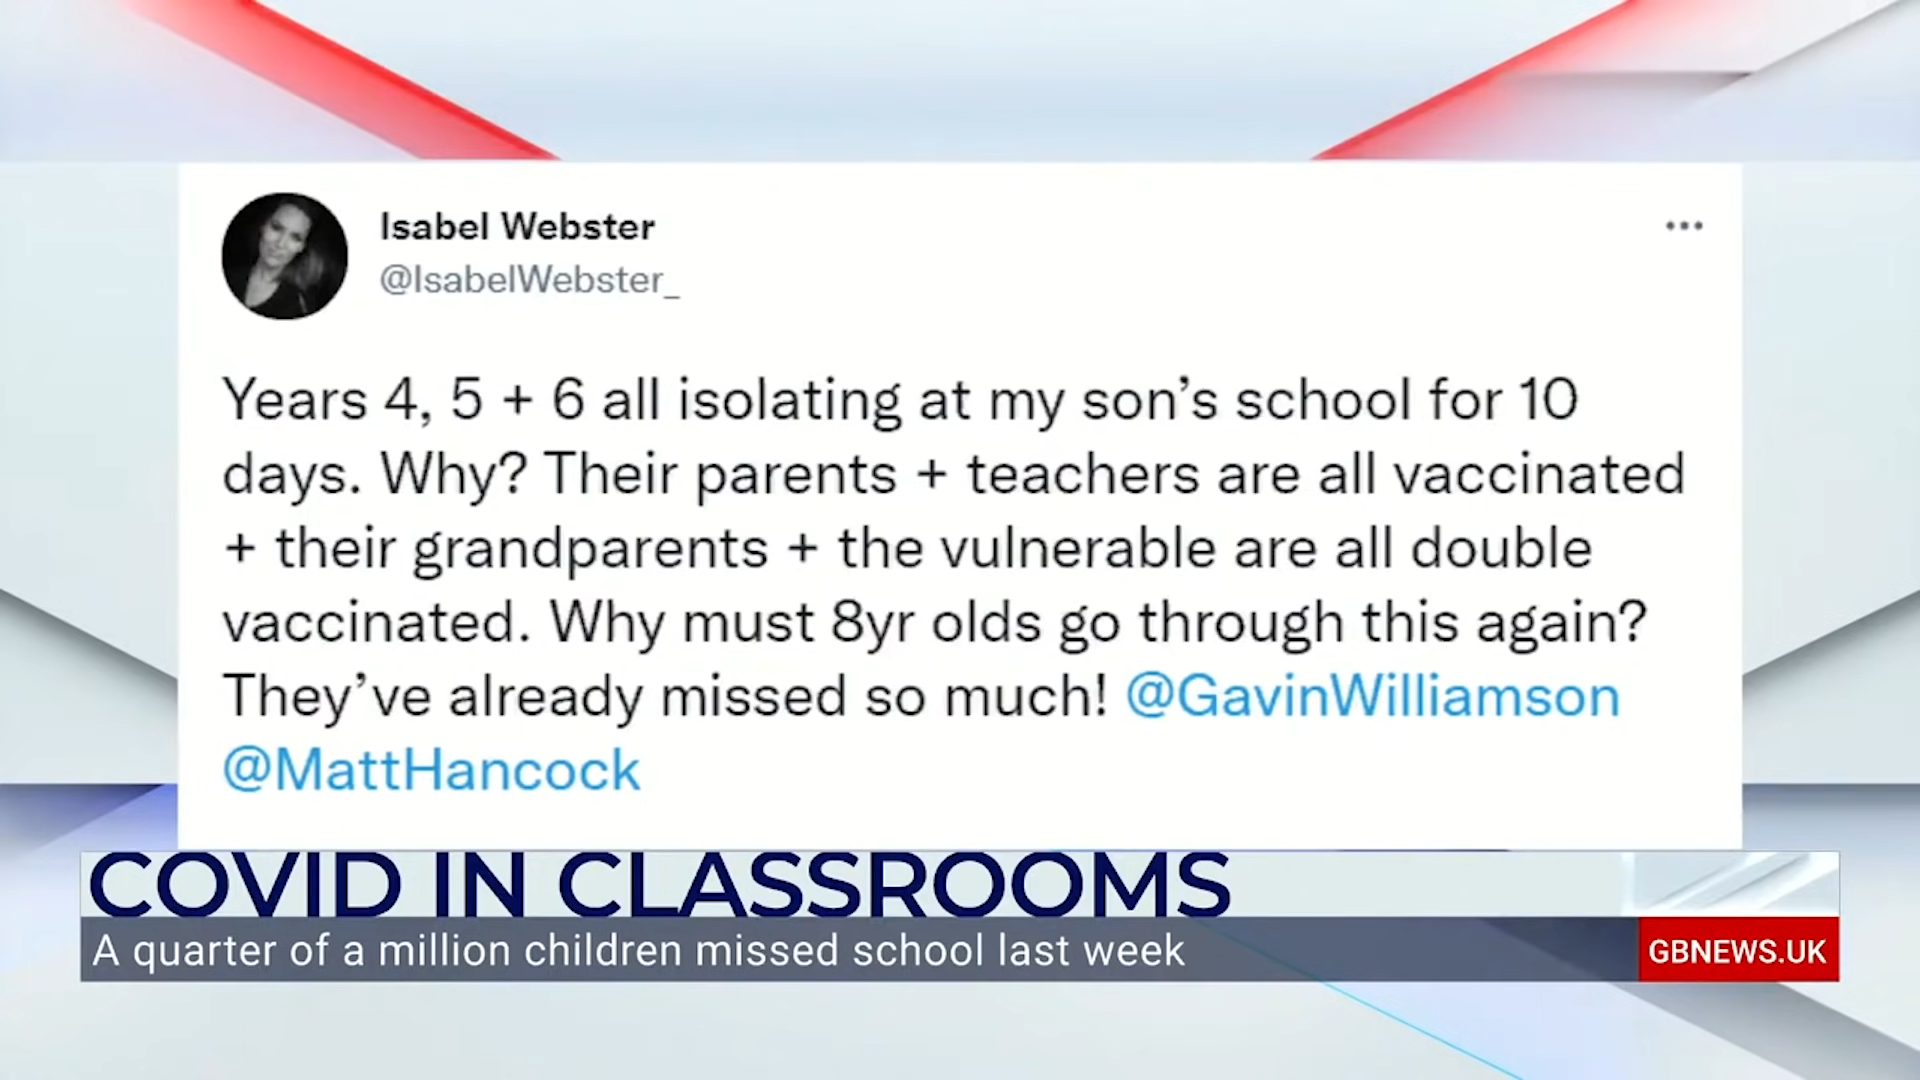 Isabel Webster
@IsabelWebster_
Years 4, 5 + 6 all isolating at my son’s school for 10
days. Why? Their parents + teachers are all vaccinated
+ their grandparents + the vulnerable are all double
vaccinated. Why must 8yr olds go through this again?
They’ve already missed so much! @GavinWilliamson
@MattHancock
COVID IN CLASSROOMS
A quarter of a million children missed school last week
GBNEWS.UK